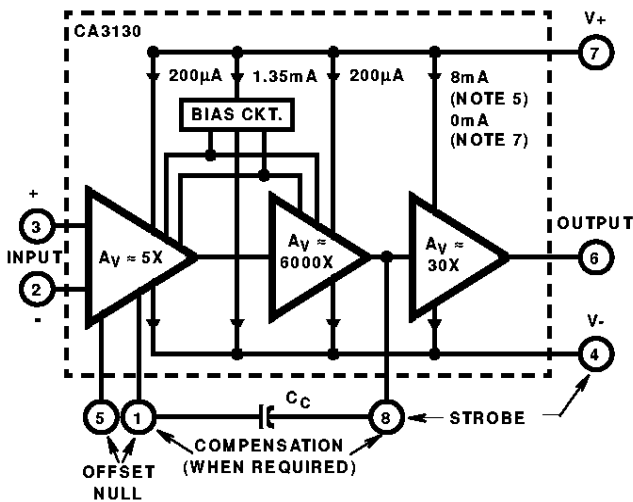 CA3130
V+
7
200µA
1.35mA
200µA
8mA
(NOTE 5)
0mA
(NOTE 7)
BIAS CKT.
+
3
INPUT
2
-
AV ≈ 5X
AV ≈
6000X
AV ≈
30X
OUTPUT
6
V-
4
5
1
CC
8
STROBE
OFFSET
NULL
COMPENSATION
(WHEN REQUIRED)